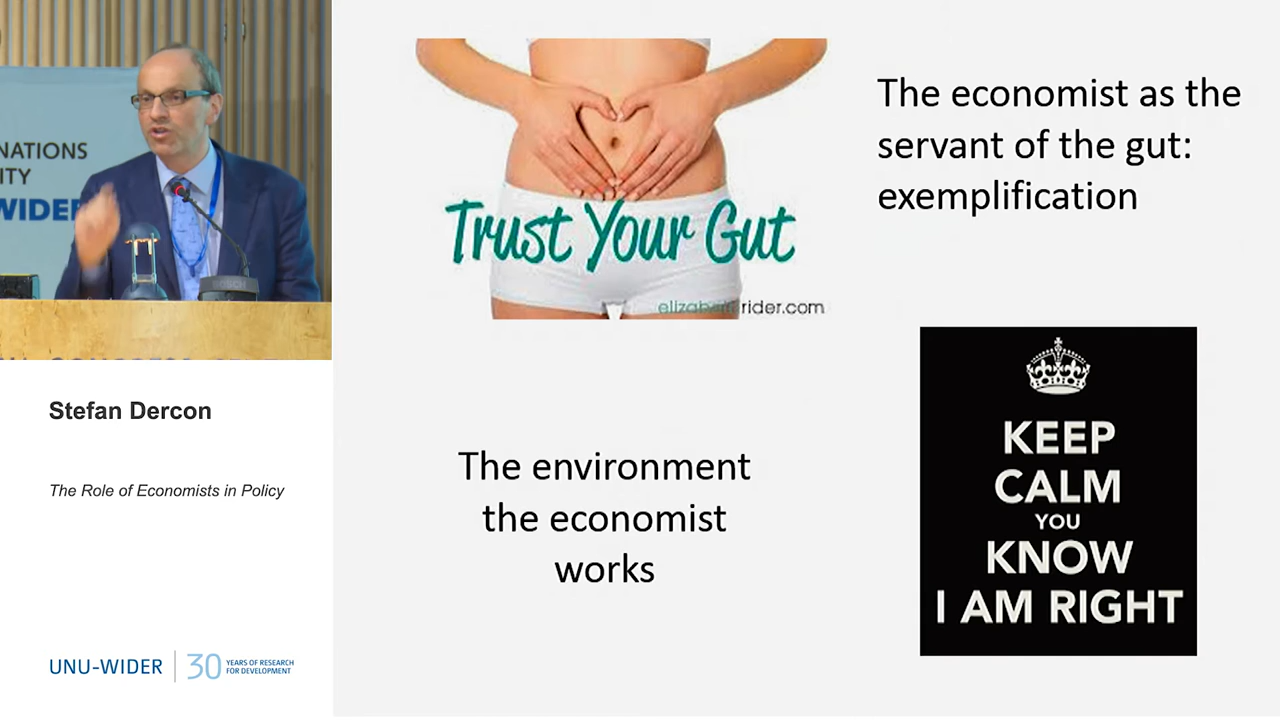 NATIONS
ITY
WIDER
BOSCH
Stefan Dercon
The Role of Economists in Policy
UNU-WIDER
30
YEARS OF RESEARCH
FOR DEVELOPMENT
Trust Your Gut
rider.com
The economist as the
servant of the gut:
exemplification
The environment
the economist
works
KEEP
CALM
YOU
KNOW
I AM RIGHT